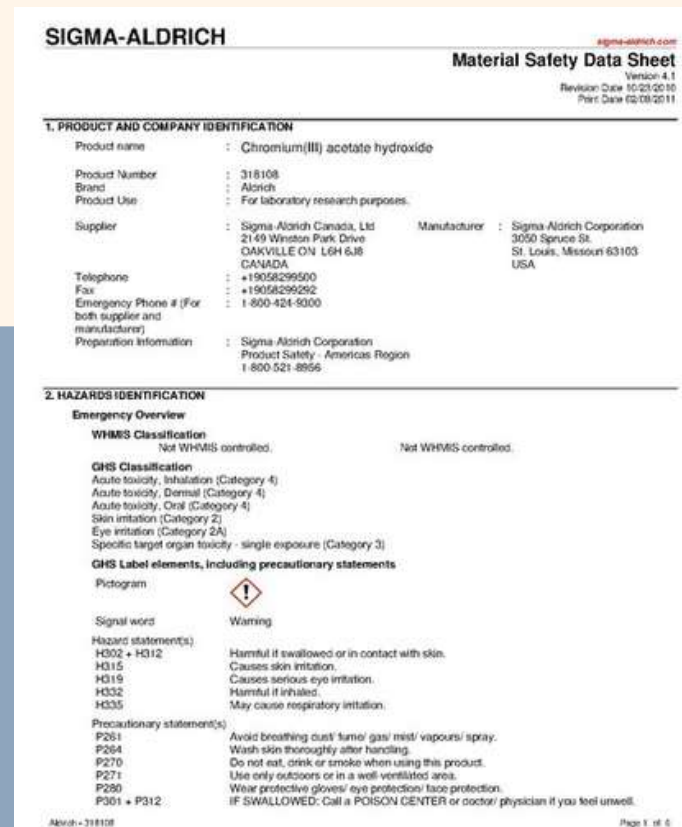 SIGMA-ALDRICH
sigma-aldrich.com
Material Safety Data Sheet
Version 4.1
Revision Date 10/23/2010
Print Date 02/08/2011
1. PRODUCT AND COMPANY IDENTIFICATION
Product name : Chromium(III) acetate hydroxide
Product Number : 318108
Brand : Aldrich
Product Use : For laboratory research purposes.
Supplier : Sigma-Aldrich Canada, Ltd Manufacturer : Sigma-Aldrich Corporation
2149 Winston Park Drive 3050 Spruce St.
OAKVILLE ON L6H 6J8 St. Louis, Missouri 63103
CANADA USA
Telephone : +19058299500
Fax : +19058299292
Emergency Phone # (For : 1-800-424-9300
both supplier and
manufacturer)
Preparation Information : Sigma-Aldrich Corporation
Product Safety - Americas Region
1-800-521-8956
2. HAZARDS IDENTIFICATION
Emergency Overview
WHMIS Classification
Not WHMIS controlled. Not WHMIS controlled.
GHS Classification
Acute toxicity, Inhalation (Category 4)
Acute toxicity, Dermal (Category 4)
Acute toxicity, Oral (Category 4)
Skin irritation (Category 2)
Eye irritation (Category 2A)
Specific target organ toxicity - single exposure (Category 3)
GHS Label elements, including precautionary statements
Pictogram
Signal word Warning
Hazard statement(s)
H302 + H312 Harmful if swallowed or in contact with skin.
H315 Causes skin irritation.
H319 Causes serious eye irritation.
H332 Harmful if inhaled.
H335 May cause respiratory irritation.
Precautionary statement(s)
P261 Avoid breathing dust/ fume/ gas/ mist/ vapours/ spray.
P264 Wash skin thoroughly after handling.
P270 Do not eat, drink or smoke when using this product.
P271 Use only outdoors or in a well-ventilated area.
P280 Wear protective gloves/ eye protection/ face protection.
P301 + P312 IF SWALLOWED: Call a POISON CENTER or doctor/ physician if you feel unwell.
Aldrich - 318108 Page 1 of 6